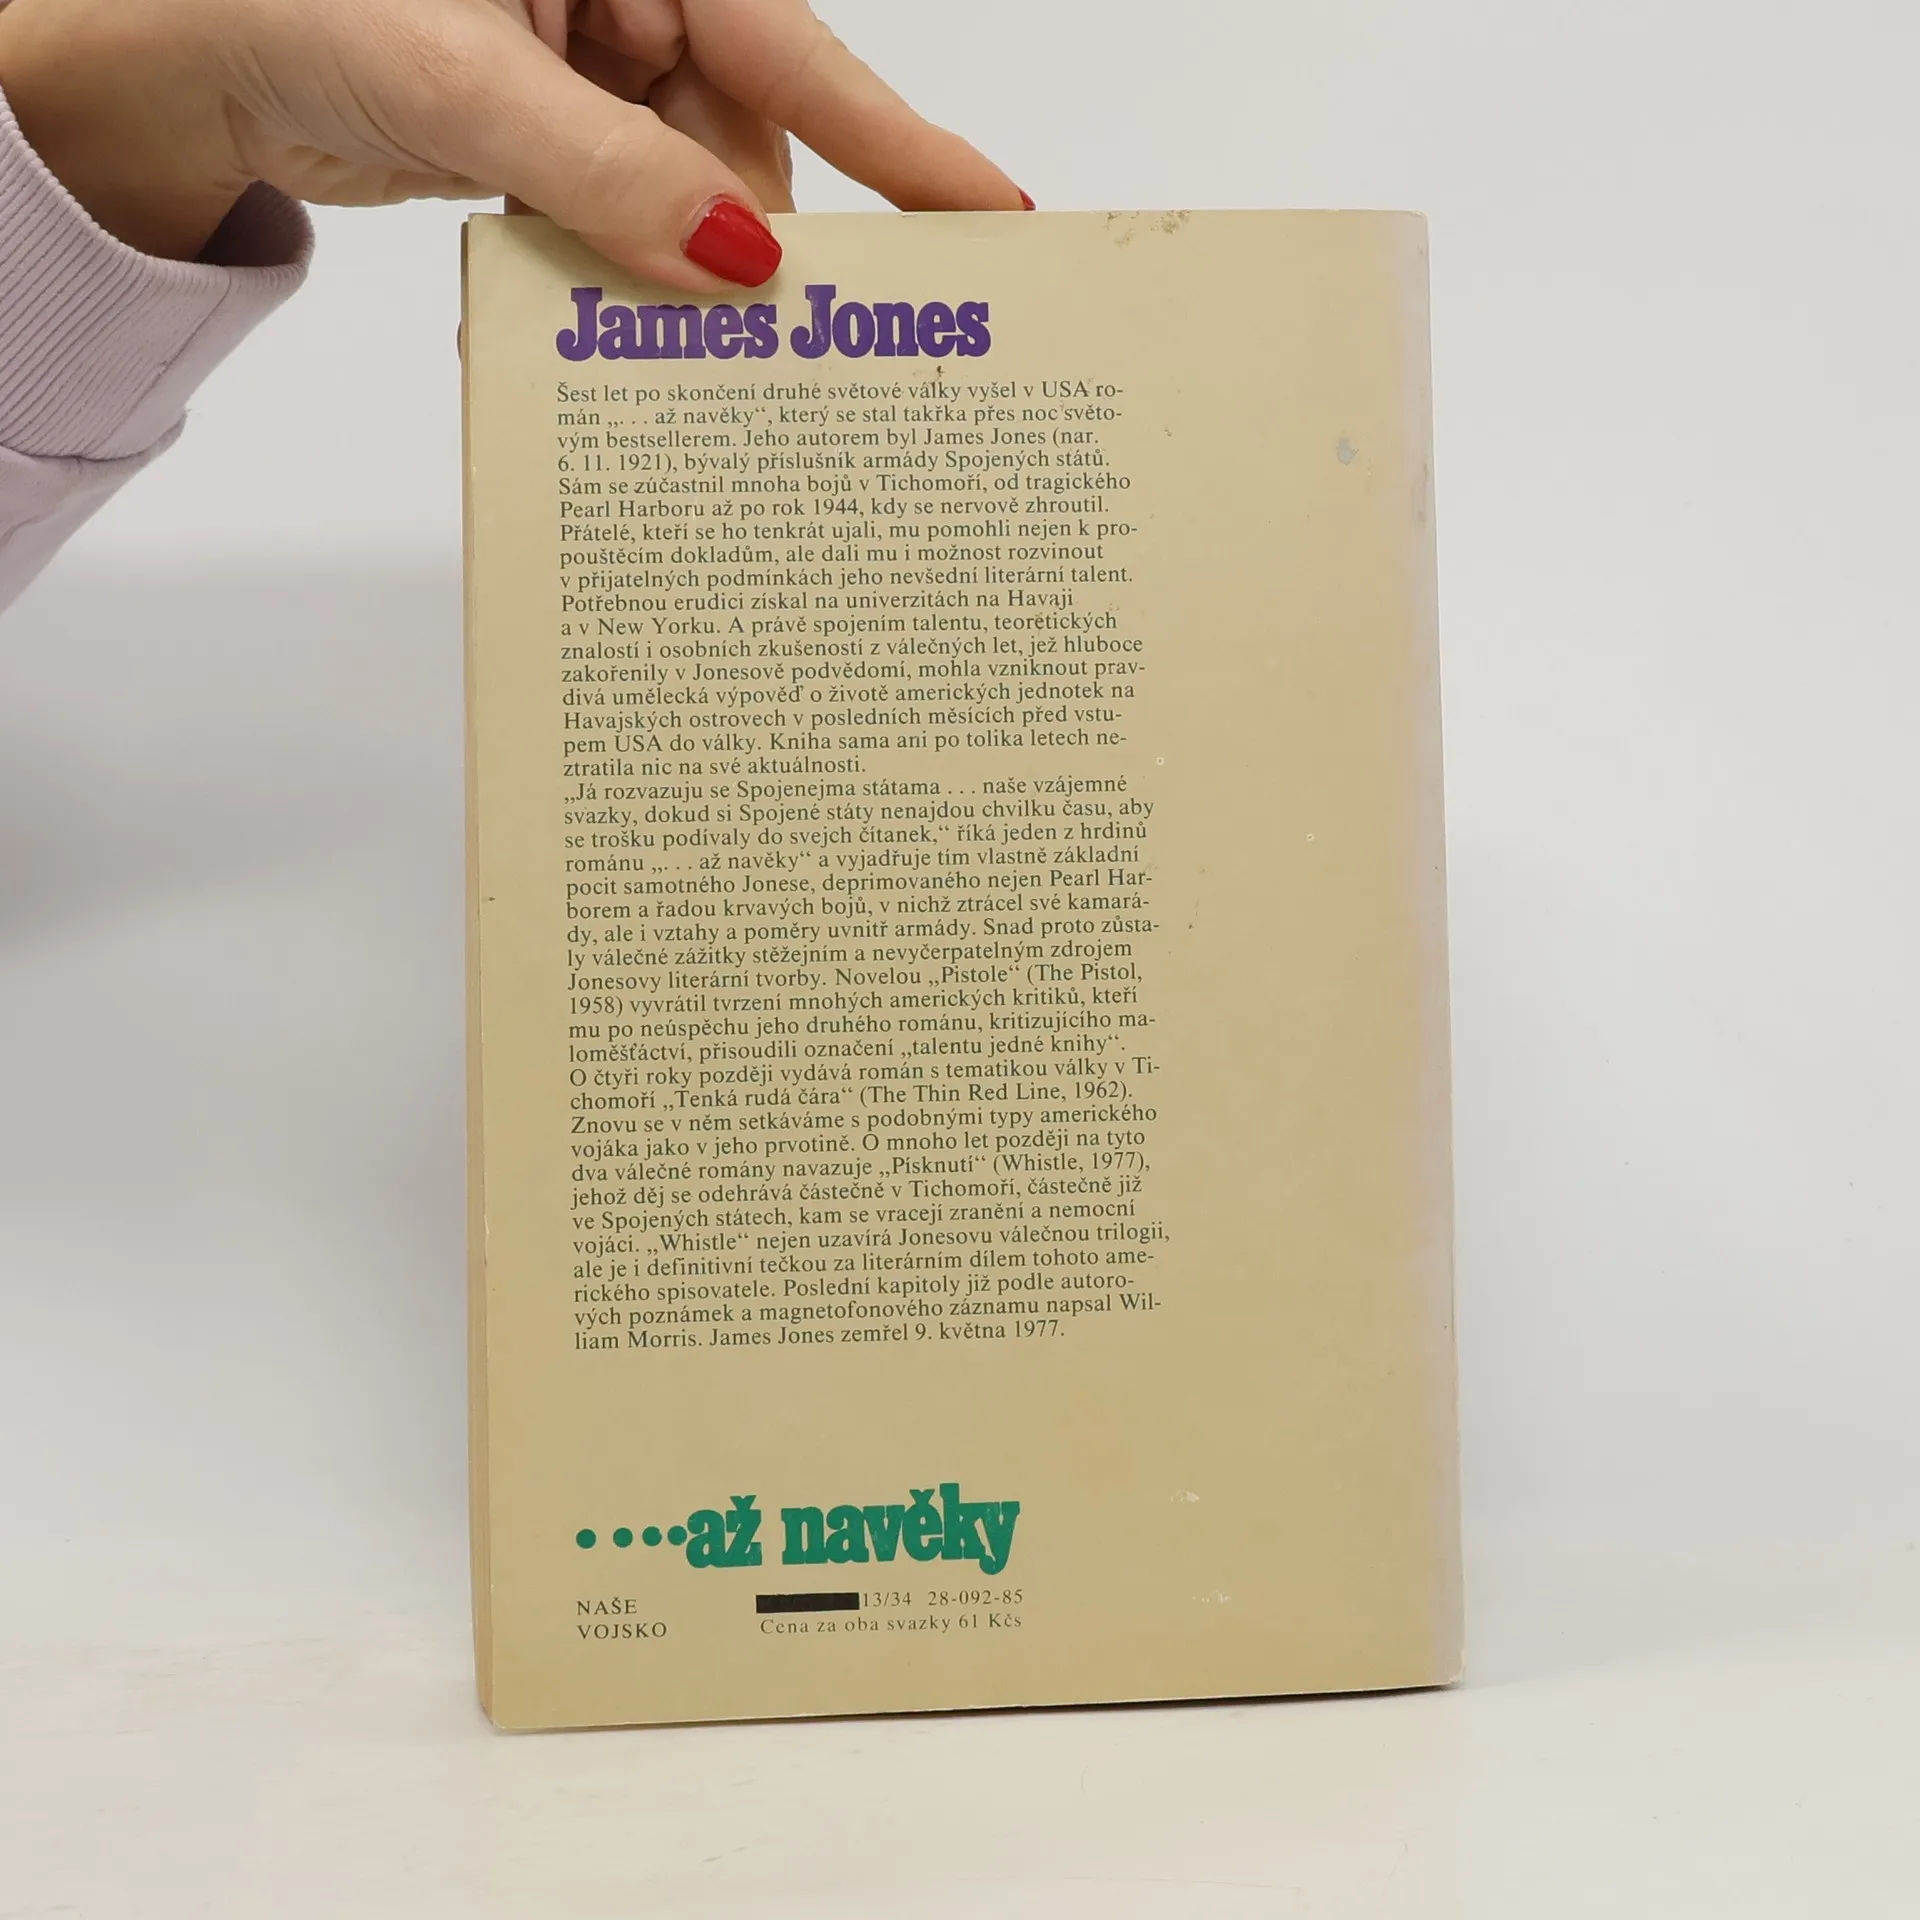 James Jones
Šest let po skončení druhé světové války vyšel v USA ro-
mán „. . . až navěky“, který se stal takřka přes noc světo-
vým bestsellerem. Jeho autorem byl James Jones (nar.
6. 11. 1921), bývalý příslušník armády Spojených států.
Sám se zúčastnil mnoha bojů v Tichomoří, od tragického
Pearl Harboru až po rok 1944, kdy se nervově zhroutil.
Přátelé, kteří se ho tenkrát ujali, mu pomohli nejen k pro-
pouštěcím dokladům, ale dali mu i možnost rozvinout
v přijatelných podmínkách jeho nevšední literární talent.
Potřebnou erudici získal na univerzitách na Havaji
a v New Yorku. A právě spojením talentu, teoretických
znalostí i osobních zkušeností z válečných let, jež hluboce
zakořenily v Jonesově podvědomí, mohla vzniknout prav-
divá umělecká výpověď o životě amerických jednotek na
Havajských ostrovech v posledních měsících před vstu-
pem USA do války. Kniha sama ani po tolika letech ne-
ztratila nic na své aktuálnosti.
„Já rozvazuju se Spojenejma státama . . . naše vzájemné
svazky, dokud si Spojené státy nenajdou chvilku času, aby
se trošku podívaly do svejch čítanek,“ říká jeden z hrdinů
románu „. . . až navěky“ a vyjadřuje tím vlastně základní
pocit samotného Jonese, deprimovaného nejen Pearl Har-
borem a řadou krvavých bojů, v nichž ztrácel své kamará-
dy, ale i vztahy a poměry uvnitř armády. Snad proto zůsta-
ly válečné zážitky stěžejním a nevyčerpatelným zdrojem
Jonesovy literární tvorby. Novelou „Pistole“ (The Pistol,
1958) vyvrátil tvrzení mnohých amerických kritiků, kteří
mu po neúspěchu jeho druhého románu, kritizujícího ma-
loměšťáctví, přisoudili označení „talentu jedné knihy“.
O čtyři roky později vydává román s tematikou války v Ti-
chomoří „Tenká rudá čára“ (The Thin Red Line, 1962).
Znovu se v něm setkáváme s podobnými typy amerického
vojáka jako v jeho prvotině. O mnoho let později na tyto
dva válečné romány navazuje „Písknutí“ (Whistle, 1977),
jehož děj se odehrává částečně v Tichomoří, částečně již
ve Spojených státech, kam se vracejí zranění a nemocní
vojáci. „Whistle“ nejen uzavírá Jonesovu válečnou trilogii,
ale je i definitivní tečkou za literárním dílem tohoto ame-
rického spisovatele. Poslední kapitoly již podle autoro-
vých poznámek a magnetofonového záznamu napsal Wil-
liam Morris. James Jones zemřel 9. května 1977.
....až navěky
NAŠE
VOJSKO
13/34 28-092-85
Cena za oba svazky 61 Kčs